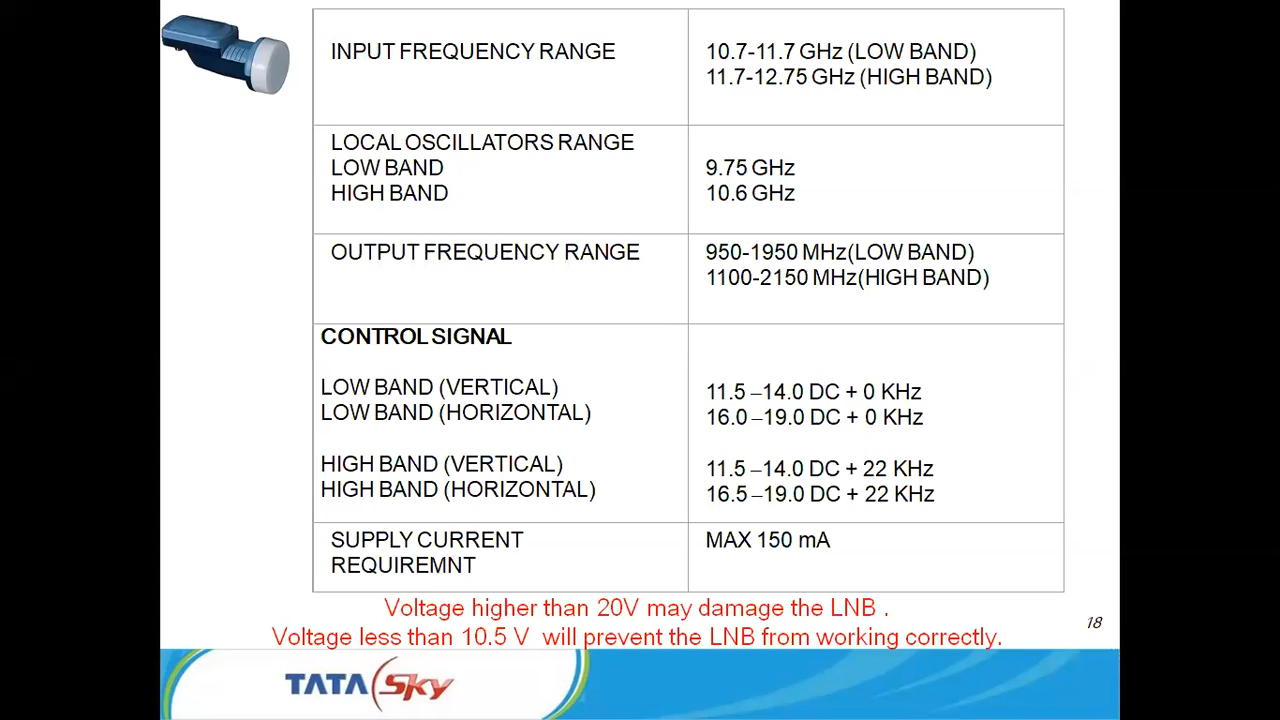 INPUT FREQUENCY RANGE
10.7-11.7 GHz (LOW BAND)
11.7-12.75 GHz (HIGH BAND)
LOCAL OSCILLATORS RANGE
LOW BAND
HIGH BAND
9.75 GHz
10.6 GHz
OUTPUT FREQUENCY RANGE
950-1950 MHz(LOW BAND)
1100-2150 MHz(HIGH BAND)
CONTROL SIGNAL
LOW BAND (VERTICAL)
LOW BAND (HORIZONTAL)
HIGH BAND (VERTICAL)
HIGH BAND (HORIZONTAL)
11.5 –14.0 DC + 0 KHz
16.0 –19.0 DC + 0 KHz
11.5 –14.0 DC + 22 KHz
16.5 –19.0 DC + 22 KHz
SUPPLY CURRENT
REQUIREMNT
MAX 150 mA
Voltage higher than 20V may damage the LNB .
Voltage less than 10.5 V will prevent the LNB from working correctly.
18
TATA Sky